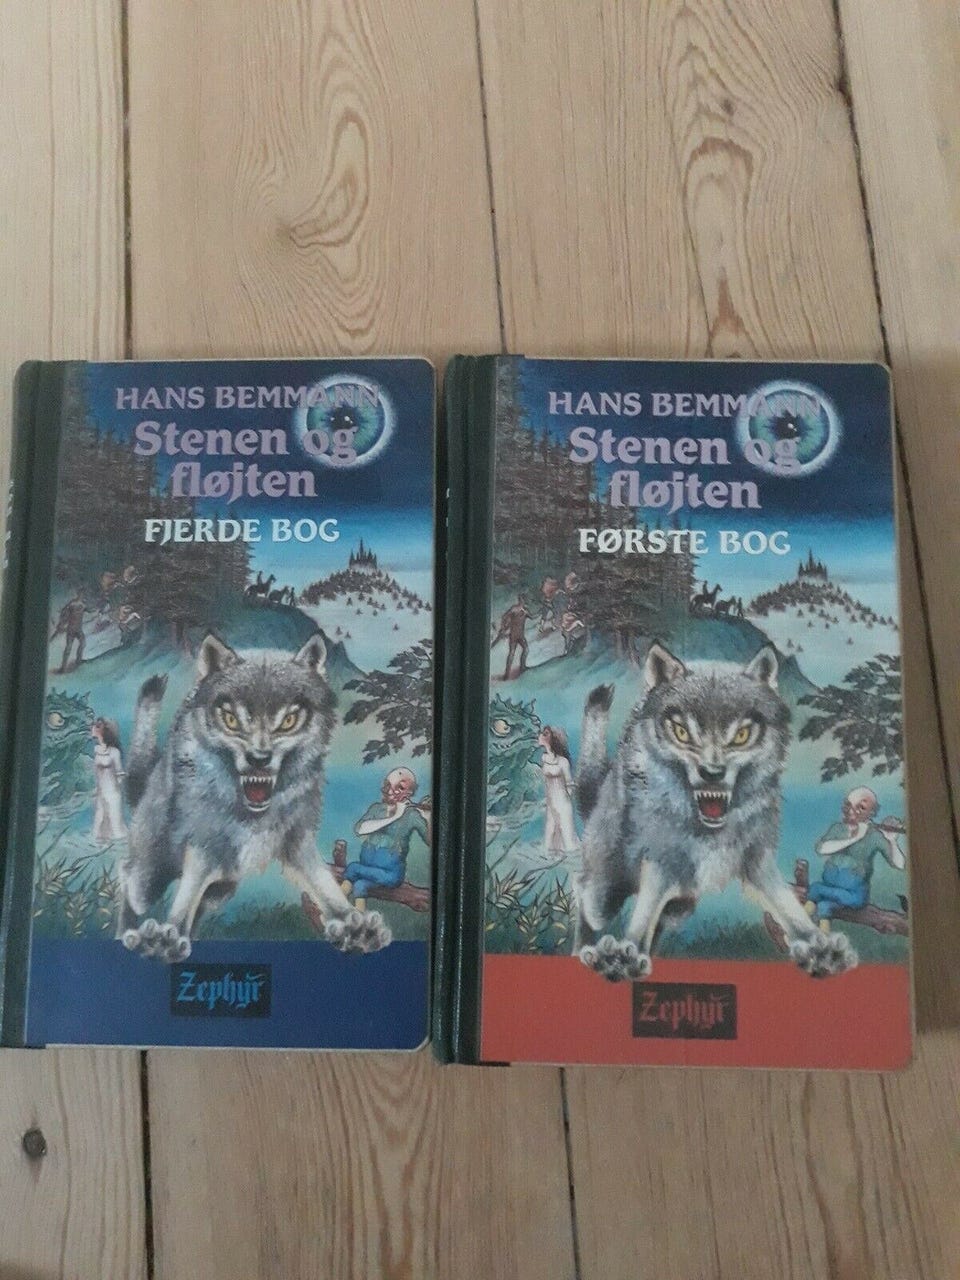 HANS BEMMANN
Stenen og
fløjten
FJERDE BOG
Zephyr
HANS BEMMANN
Stenen og
fløjten
FØRSTE BOG
Zephyr